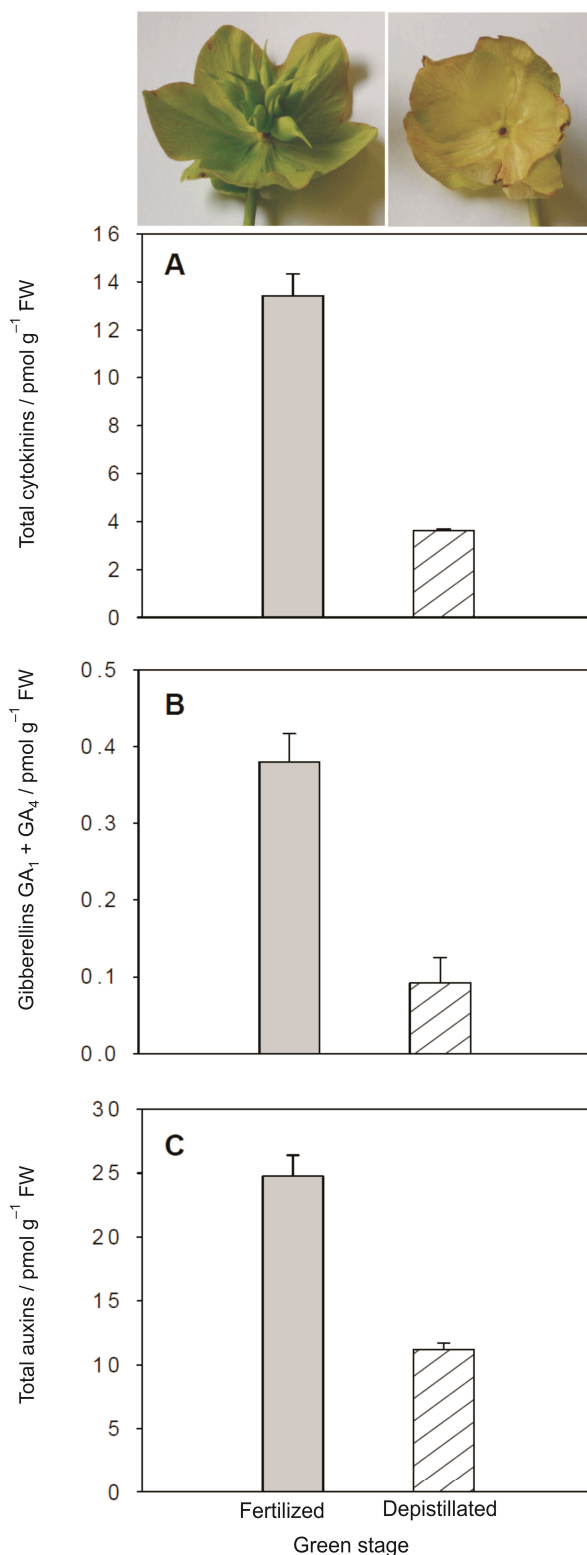 A
16
14
12
10
8
6
4
2
0
Total cytokinins / pmol g⁻¹ FW
B
0.5
0.4
0.3
0.2
0.1
0.0
Gibberellins GA₁ + GA₄ / pmol g⁻¹ FW
C
30
25
20
15
10
5
0
Total auxins / pmol g⁻¹ FW
Fertilized Depistillated
Green stage